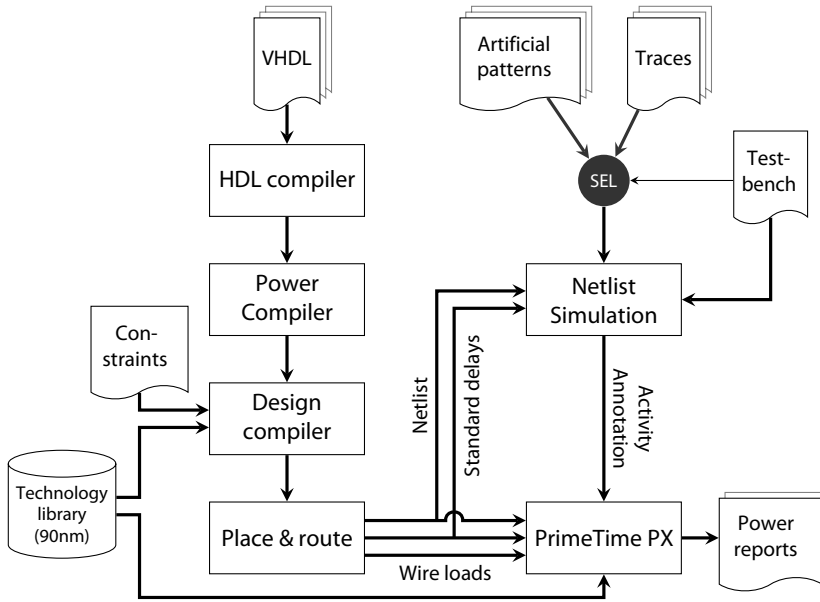 VHDL
Artificial
patterns
Traces
HDL compiler
SEL
Test-
bench
Power
Compiler
Netlist
Simulation
Con-
straints
Design
compiler
Netlist
Standard delays
Activity
Annotation
Technology
library
(90nm)
Place & route
PrimeTime PX
Power
reports
Wire loads